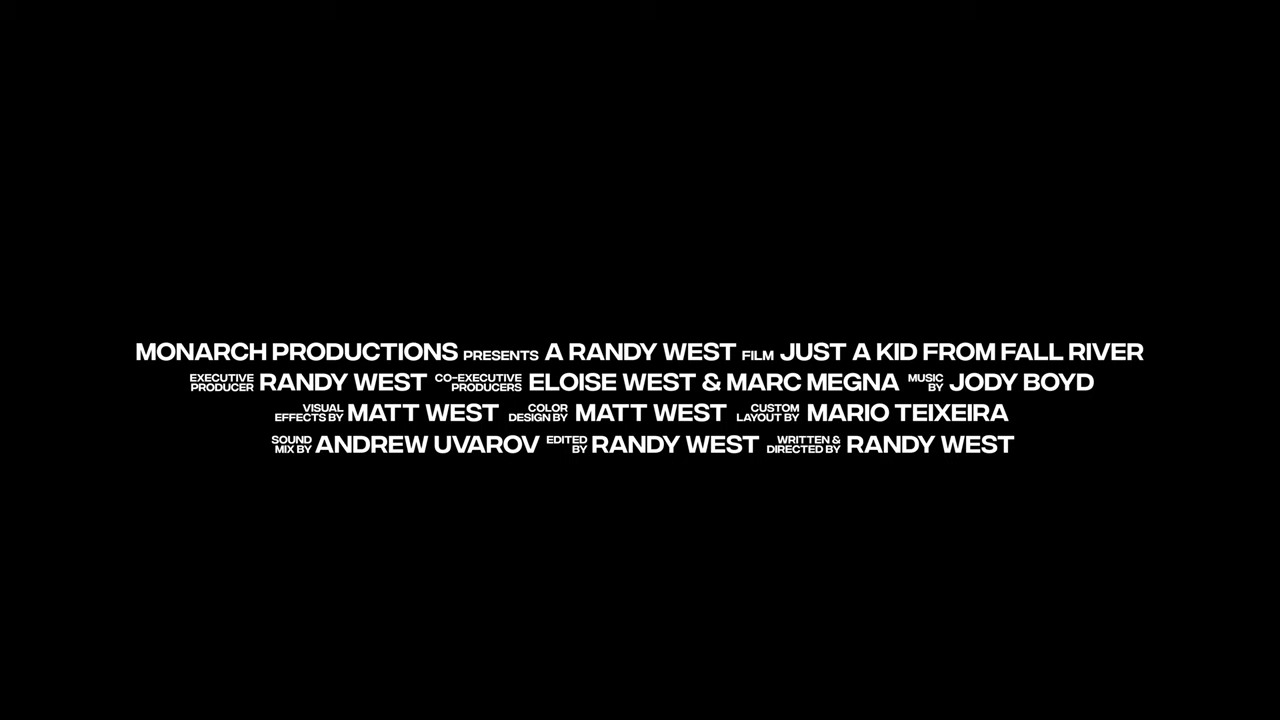 MONARCH PRODUCTIONS PRESENTS A RANDY WEST FILM JUST A KID FROM FALL RIVER
EXECUTIVE PRODUCER RANDY WEST CO-EXECUTIVE PRODUCERS ELOISE WEST & MARC MEGNA MUSIC BY JODY BOYD
VISUAL EFFECTS BY MATT WEST COLOR DESIGN BY MATT WEST CUSTOM LAYOUT BY MARIO TEIXEIRA
SOUND MIX BY ANDREW UVAROV EDITED BY RANDY WEST WRITTEN & DIRECTED BY RANDY WEST